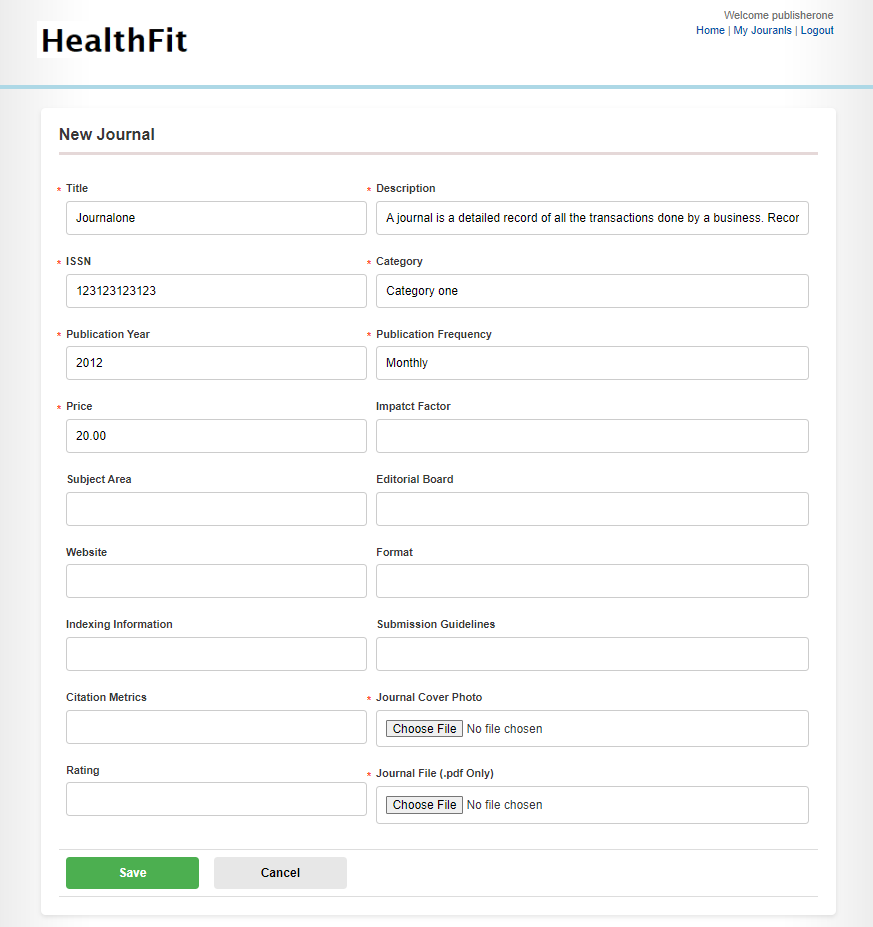 Welcome publisherone
HealthFit
Home | My Jouranls | Logout
New Journal
* Title * Description
Journalone A journal is a detailed record of all the transactions done by a business. Recor
* ISSN * Category
123123123123 Category one
* Publication Year * Publication Frequency
2012 Monthly
* Price Impatct Factor
20.00
Subject Area Editorial Board
Website Format
Indexing Information Submission Guidelines
Citation Metrics * Journal Cover Photo
Choose File No file chosen
Rating * Journal File (.pdf Only)
Choose File No file chosen
Save Cancel